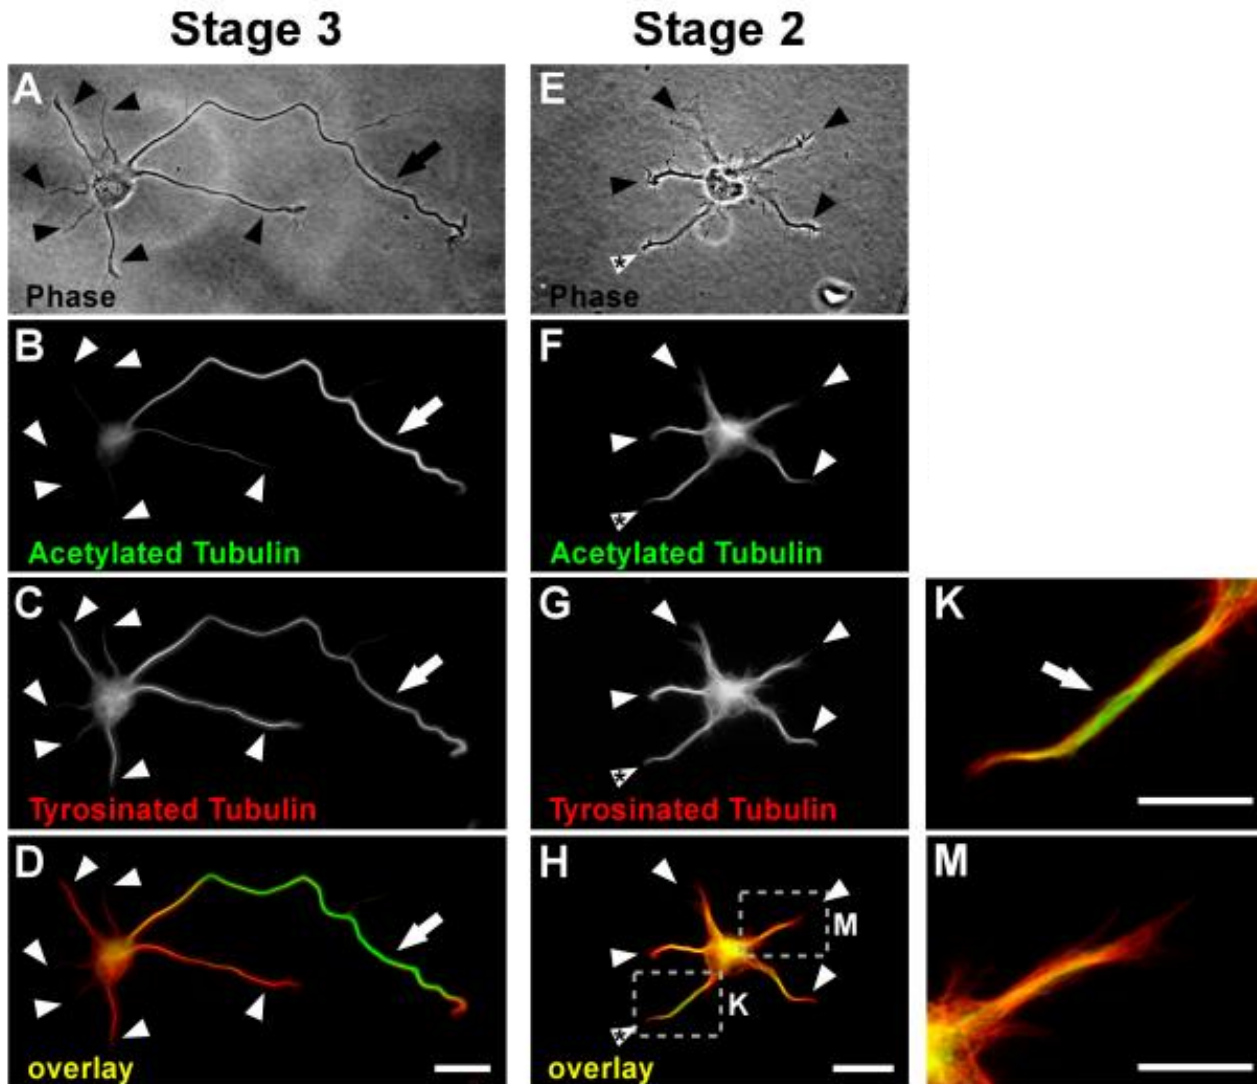 Stage 3
Stage 2
A
Phase
E
Phase
B
Acetylated Tubulin
F
Acetylated Tubulin
C
Tyrosinated Tubulin
G
Tyrosinated Tubulin
K
D
overlay
H
M
K
overlay
M